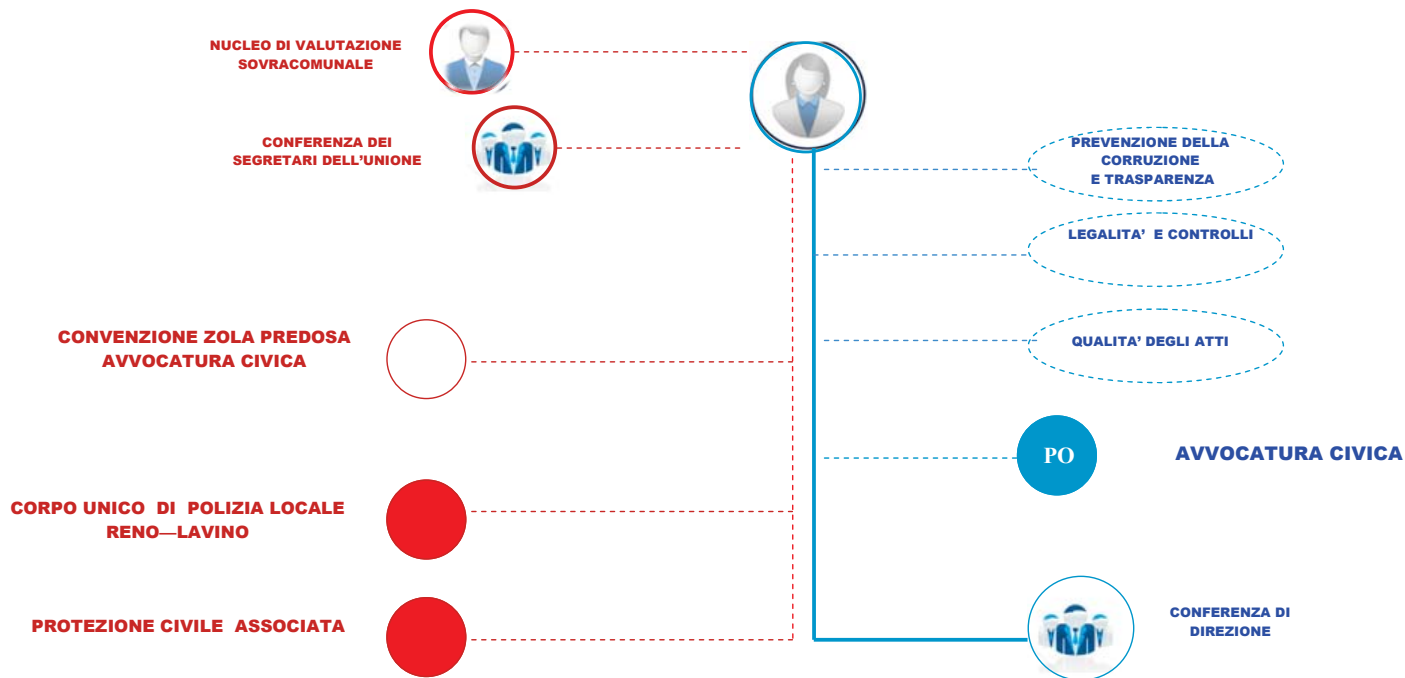 NUCLEO DI VALUTAZIONE
SOVRACOMUNALE
CONFERENZA DEI
SEGRETARI DELL’UNIONE
PREVENZIONE DELLA
CORRUZIONE
E TRASPARENZA
LEGALITA’ E CONTROLLI
CONVENZIONE ZOLA PREDOSA
AVVOCATURA CIVICA
QUALITA’ DEGLI ATTI
PO
AVVOCATURA CIVICA
CORPO UNICO DI POLIZIA LOCALE
RENO—LAVINO
PROTEZIONE CIVILE ASSOCIATA
CONFERENZA DI
DIREZIONE